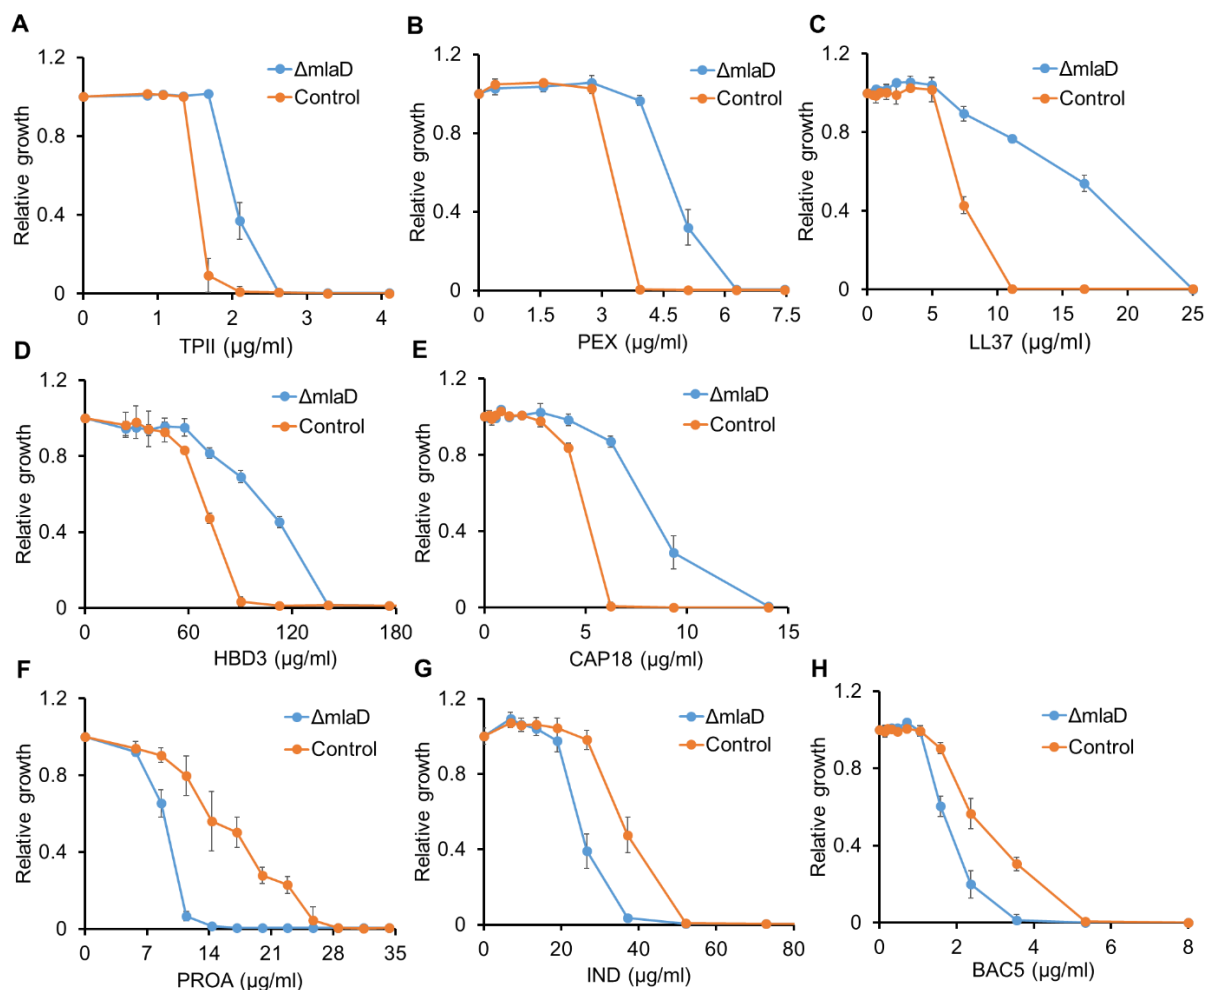 A
1.2
0.8
0.4
0
Relative growth
ΔmlaD
Control
0 1 2 3 4
TPII (µg/ml)
B
1.2
0.8
0.4
0
Relative growth
ΔmlaD
Control
0 1.5 3 4.5 6 7.5
PEX (µg/ml)
C
1.2
0.8
0.4
0
Relative growth
ΔmlaD
Control
0 5 10 15 20 25
LL37 (µg/ml)
D
1.2
0.8
0.4
0
Relative growth
ΔmlaD
Control
0 60 120 180
HBD3 (µg/ml)
E
1.2
0.8
0.4
0
Relative growth
ΔmlaD
Control
0 5 10 15
CAP18 (µg/ml)
F
1.2
0.8
0.4
0
Relative growth
ΔmlaD
Control
0 7 14 21 28 35
PROA (µg/ml)
G
1.2
0.8
0.4
0
Relative growth
ΔmlaD
Control
0 20 40 60 80
IND (µg/ml)
H
1.2
0.8
0.4
0
Relative growth
ΔmlaD
Control
0 2 4 6 8
BAC5 (µg/ml)